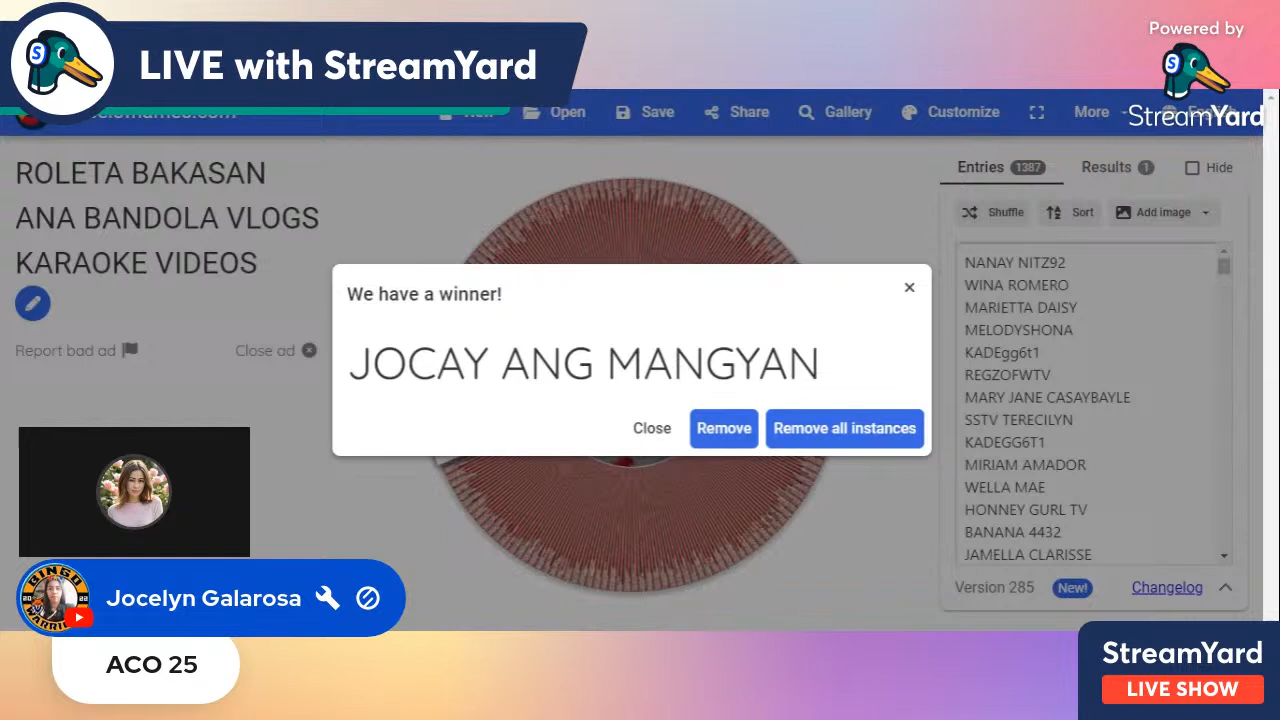 LIVE with StreamYard
Powered by
StreamYard
Open
Save
Share
Gallery
Customize
More
ROLETA BAKASAN
ANA BANDOLA VLOGS
KARAOKE VIDEOS
Report bad ad
Close ad
Entries 1387
Results 1
Hide
Shuffle
Sort
Add image
NANAY NITZ92
WINA ROMERO
MARIETTA DAISY
MELODYSHONA
KADEgg6t1
REGZOFWTV
MARY JANE CASAYBAYLE
SSTV TERECILYN
KADEGG6T1
MIRIAM AMADOR
WELLA MAE
HONNEY GURL TV
BANANA 4432
JAMELLA CLARISSE
Version 285
New!
Changelog
We have a winner!
JOCAY ANG MANGYAN
Close
Remove
Remove all instances
BINGO
2022
Jocelyn Galarosa
ACO 25
StreamYard
LIVE SHOW